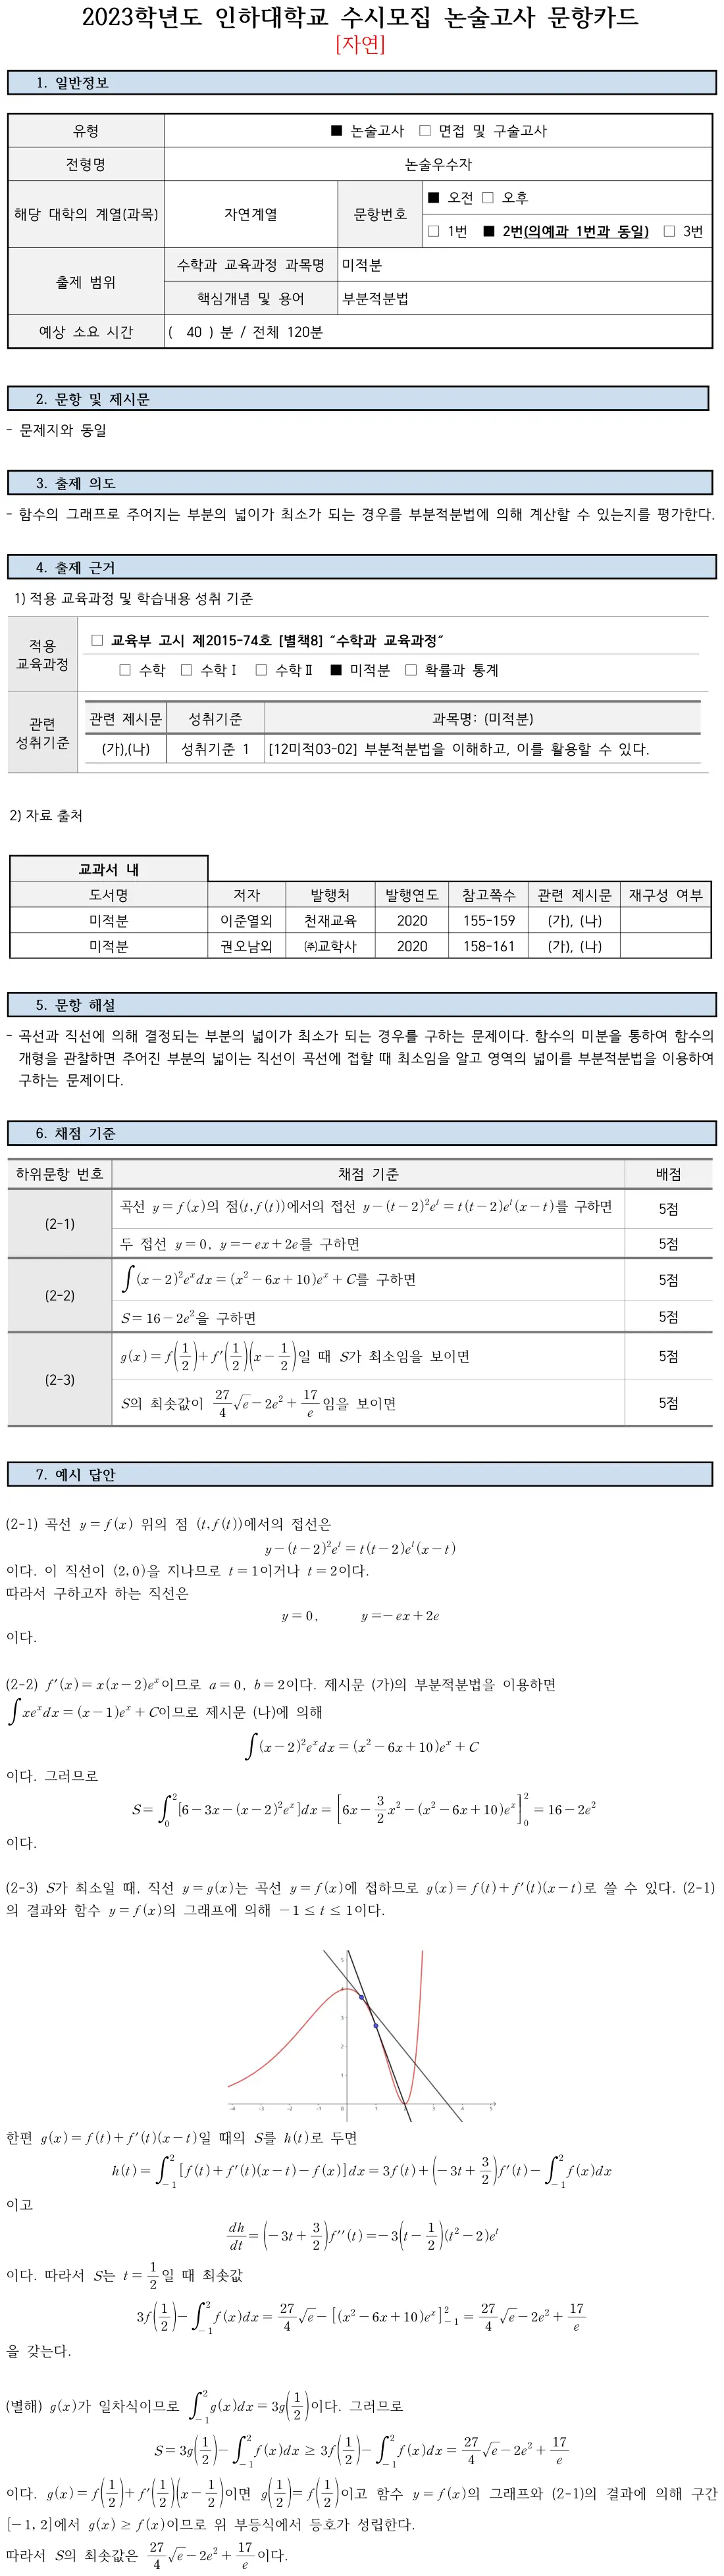 2023학년도 인하대학교 수시모집 논술고사 문항카드
[자연]
1. 일반정보
유형 ■ 논술고사 □ 면접 및 구술고사
전형명 논술우수자
해당 대학의 계열(과목) 자연계열 문항번호 ■ 오전 □ 오후
□ 1번 ■ 2번(의예과 1번과 동일) □ 3번
출제 범위 수학과 교육과정 과목명 미적분
핵심개념 및 용어 부분적분법
예상 소요 시간 ( 40 ) 분 / 전체 120분
2. 문항 및 제시문
- 문제지와 동일
3. 출제 의도
- 함수의 그래프로 주어지는 부분의 넓이가 최소가 되는 경우를 부분적분법에 의해 계산할 수 있는지를 평가한다.
4. 출제 근거
1) 적용 교육과정 및 학습내용 성취 기준
적용 교육과정 □ 교육부 고시 제2015-74호 [별책8] "수학과 교육과정"
□ 수학 □ 수학Ⅰ □ 수학Ⅱ ■ 미적분 □ 확률과 통계
관련 성취기준 관련 제시문 성취기준 과목명: (미적분)
(가),(나) 성취기준 1 [12미적03-02] 부분적분법을 이해하고, 이를 활용할 수 있다.
2) 자료 출처
교과서 내
도서명 저자 발행처 발행연도 참고쪽수 관련 제시문 재구성 여부
미적분 이준열외 천재교육 2020 155-159 (가), (나)
미적분 권오남외 ㈜교학사 2020 158-161 (가), (나)
5. 문항 해설
- 곡선과 직선에 의해 결정되는 부분의 넓이가 최소가 되는 경우를 구하는 문제이다. 함수의 미분을 통하여 함수의
개형을 관찰하면 주어진 부분의 넓이는 직선이 곡선에 접할 때 최소임을 알고 영역의 넓이를 부분적분법을 이용하여
구하는 문제이다.
6. 채점 기준
하위문항 번호 채점 기준 배점
(2-1) 곡선 y=f(x)의 점(t,f(t))에서의 접선 y-(t-2)²eᵗ=t(t-2)eᵗ(x-t)를 구하면 5점
두 접선 y=0, y=-ex+2e를 구하면 5점
(2-2) ∫(x-2)²eˣdx=(x²-6x+10)eˣ+C를 구하면 5점
S=16-2e²을 구하면 5점
(2-3) g(x)=f(1/2)+f'(1/2)(x-1/2)일 때 S가 최소임을 보이면 5점
S의 최솟값이 27/4√e-2e²+17/e임을 보이면 5점
7. 예시 답안
(2-1) 곡선 y=f(x) 위의 점 (t,f(t))에서의 접선은
y-(t-2)²eᵗ=t(t-2)eᵗ(x-t)
이다. 이 직선이 (2,0)을 지나므로 t=1이거나 t=2이다.
따라서 구하고자 하는 직선은
y=0, y=-ex+2e
이다.
(2-2) f'(x)=x(x-2)eˣ이므로 a=0, b=2이다. 제시문 (가)의 부분적분법을 이용하면
∫xeˣdx=(x-1)eˣ+C이므로 제시문 (나)에 의해
∫(x-2)²eˣdx=(x²-6x+10)eˣ+C
이다. 그러므로
S=∫₀²[6-3x-(x-2)²eˣ]dx=[6x-3/2x²-(x²-6x+10)eˣ]₀²=16-2e²
이다.
(2-3) S가 최소일 때, 직선 y=g(x)는 곡선 y=f(x)에 접하므로 g(x)=f(t)+f'(t)(x-t)로 쓸 수 있다. (2-1)
의 결과와 함수 y=f(x)의 그래프에 의해 -1≤t≤1이다.
5
4
3
2
1
-4 -3 -2 -1 0 1 2 3 4 5
한편 g(x)=f(t)+f'(t)(x-t)일 때의 S를 h(t)로 두면
h(t)=∫₋₁²[f(t)+f'(t)(x-t)-f(x)]dx=3f(t)+(-3t+3/2)f'(t)-∫₋₁²f(x)dx
이고
dh/dt=(-3t+3/2)f''(t)=-3(t-1/2)(t²-2)eᵗ
이다. 따라서 S는 t=1/2일 때 최솟값
3f(1/2)-∫₋₁²f(x)dx=27/4√e-[(x²-6x+10)eˣ]₋₁²=27/4√e-2e²+17/e
을 갖는다.
(별해) g(x)가 일차식이므로 ∫₋₁²g(x)dx=3g(1/2)이다. 그러므로
S=3g(1/2)-∫₋₁²f(x)dx≥3f(1/2)-∫₋₁²f(x)dx=27/4√e-2e²+17/e
이다. g(x)=f(1/2)+f'(1/2)(x-1/2)이면 g(1/2)=f(1/2)이고 함수 y=f(x)의 그래프와 (2-1)의 결과에 의해 구간
[-1,2]에서 g(x)≥f(x)이므로 위 부등식에서 등호가 성립한다.
따라서 S의 최솟값은 27/4√e-2e²+17/e이다.